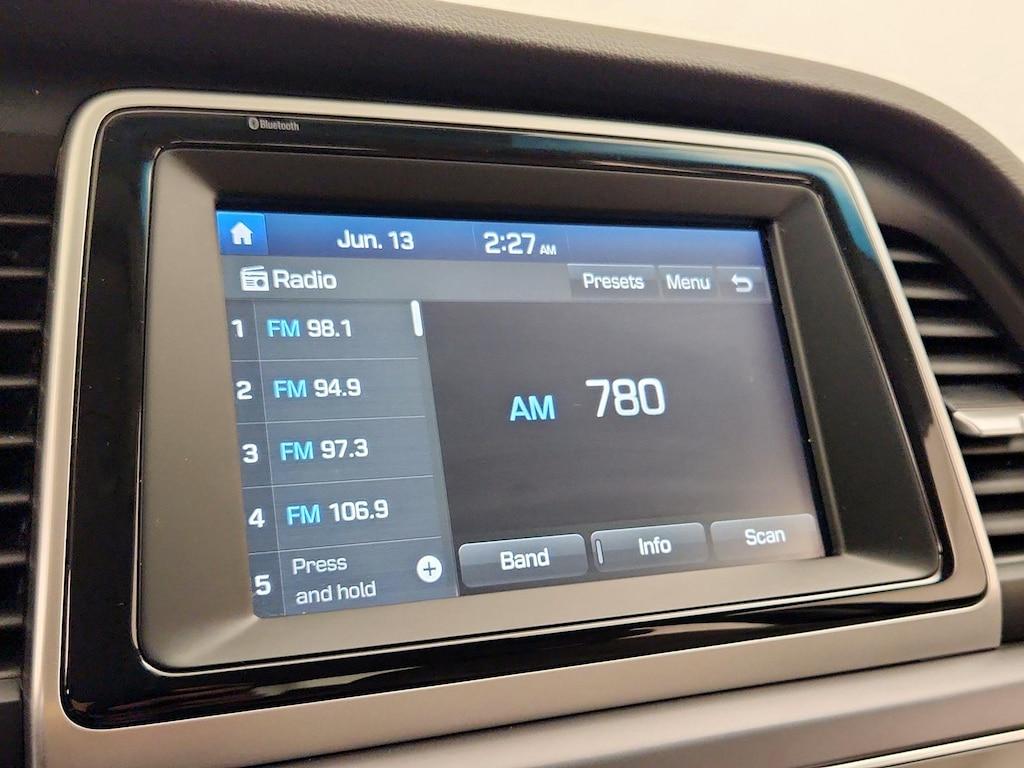 Bluetooth
Jun. 13 2:27 AM
Radio Presets Menu
1 FM 98.1
2 FM 94.9
AM 780
3 FM 97.3
4 FM 106.9
5 Press and hold
Band Info Scan